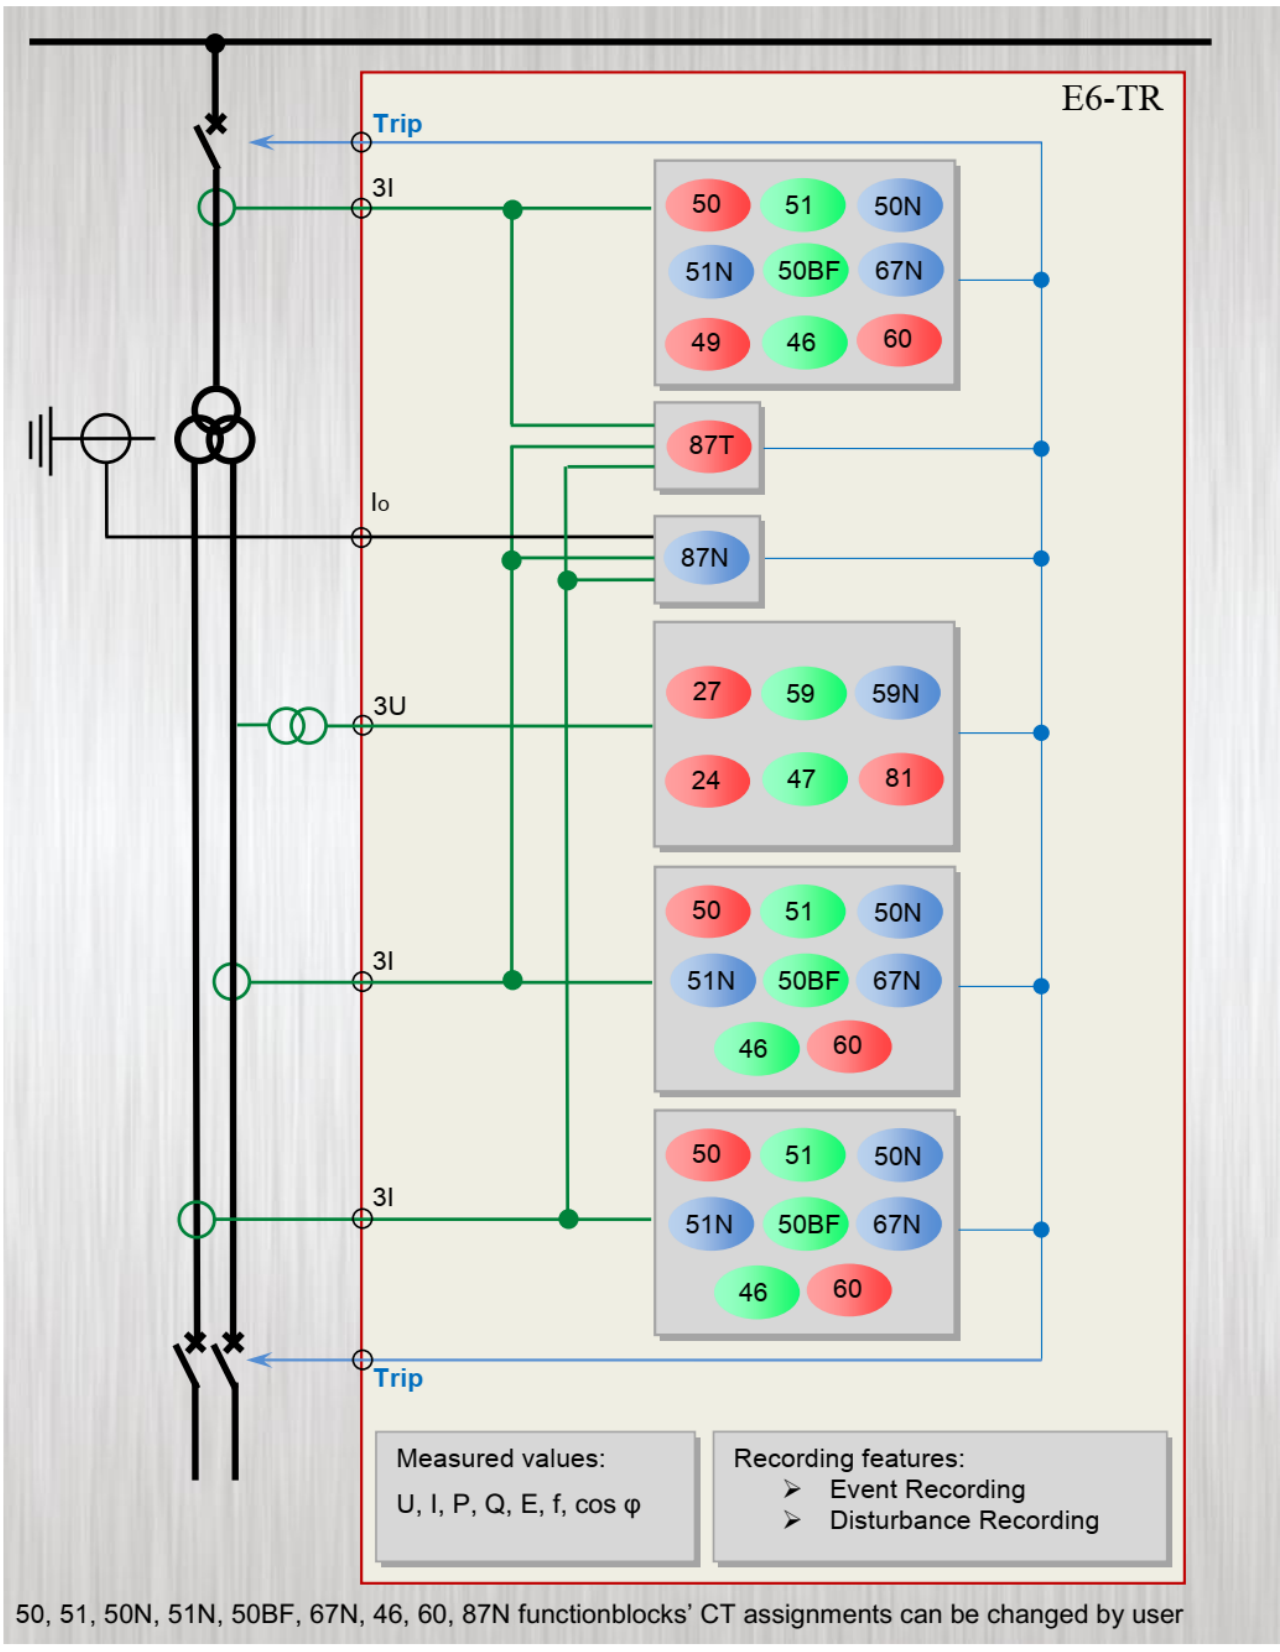 E6-TR
Trip
3I
50 51 50N
51N 50BF 67N
49 46 60
87T
Io
87N
3U
27 59 59N
24 47 81
3I
50 51 50N
51N 50BF 67N
46 60
3I
50 51 50N
51N 50BF 67N
46 60
Trip
Measured values:
U, I, P, Q, E, f, cos φ
Recording features:
➢ Event Recording
➢ Disturbance Recording
50, 51, 50N, 51N, 50BF, 67N, 46, 60, 87N functionblocks’ CT assignments can be changed by user